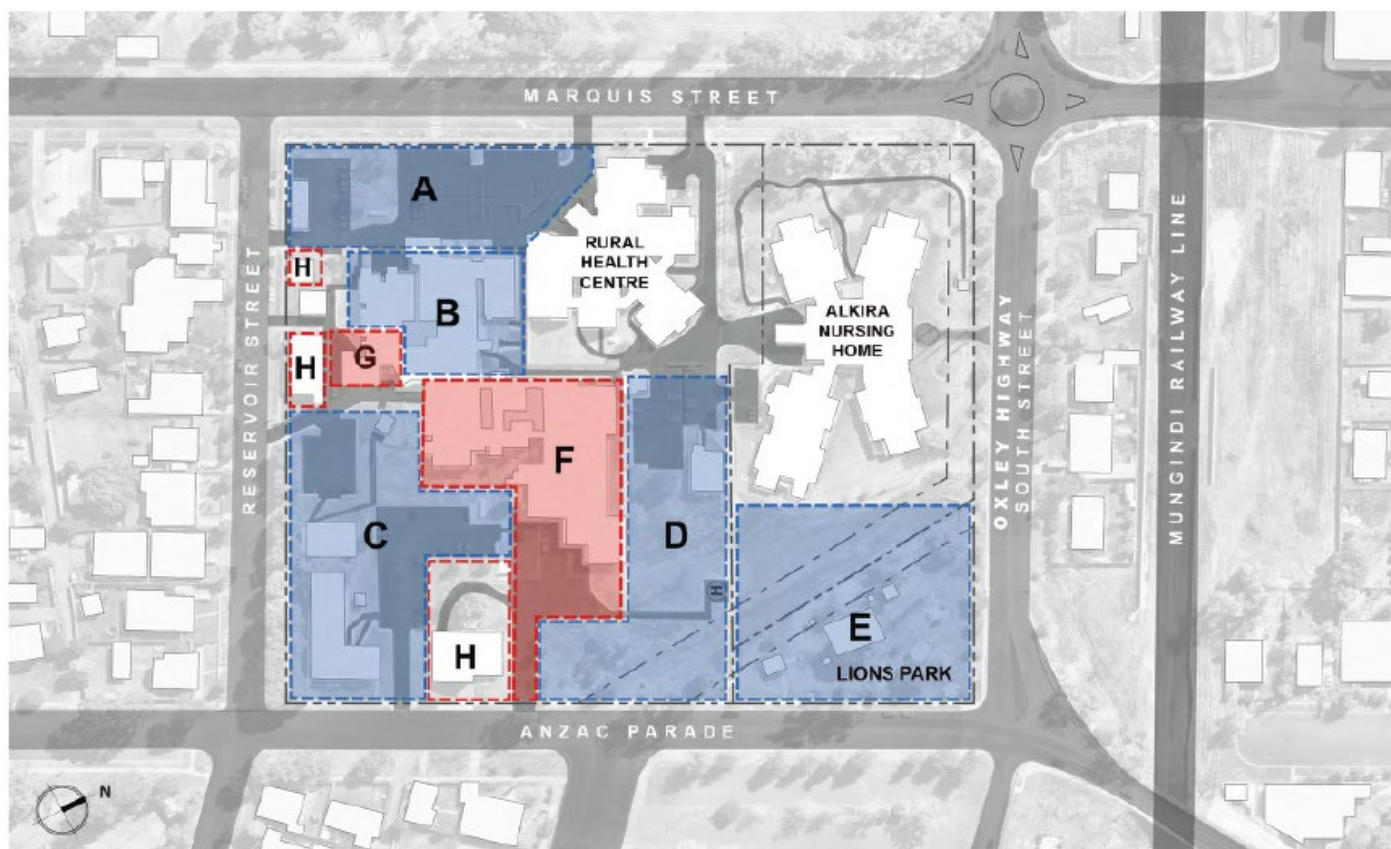 MARQUIS STREET
A
RURAL
HEALTH
CENTRE
H
B
ALKIRA
NURSING
HOME
H
G
RESERVOIR STREET
OXLEY HIGHWAY
SOUTH STREET
MUNGINDI RAILWAY LINE
F
C
D
H
E
H
LIONS PARK
ANZAC PARADE
N